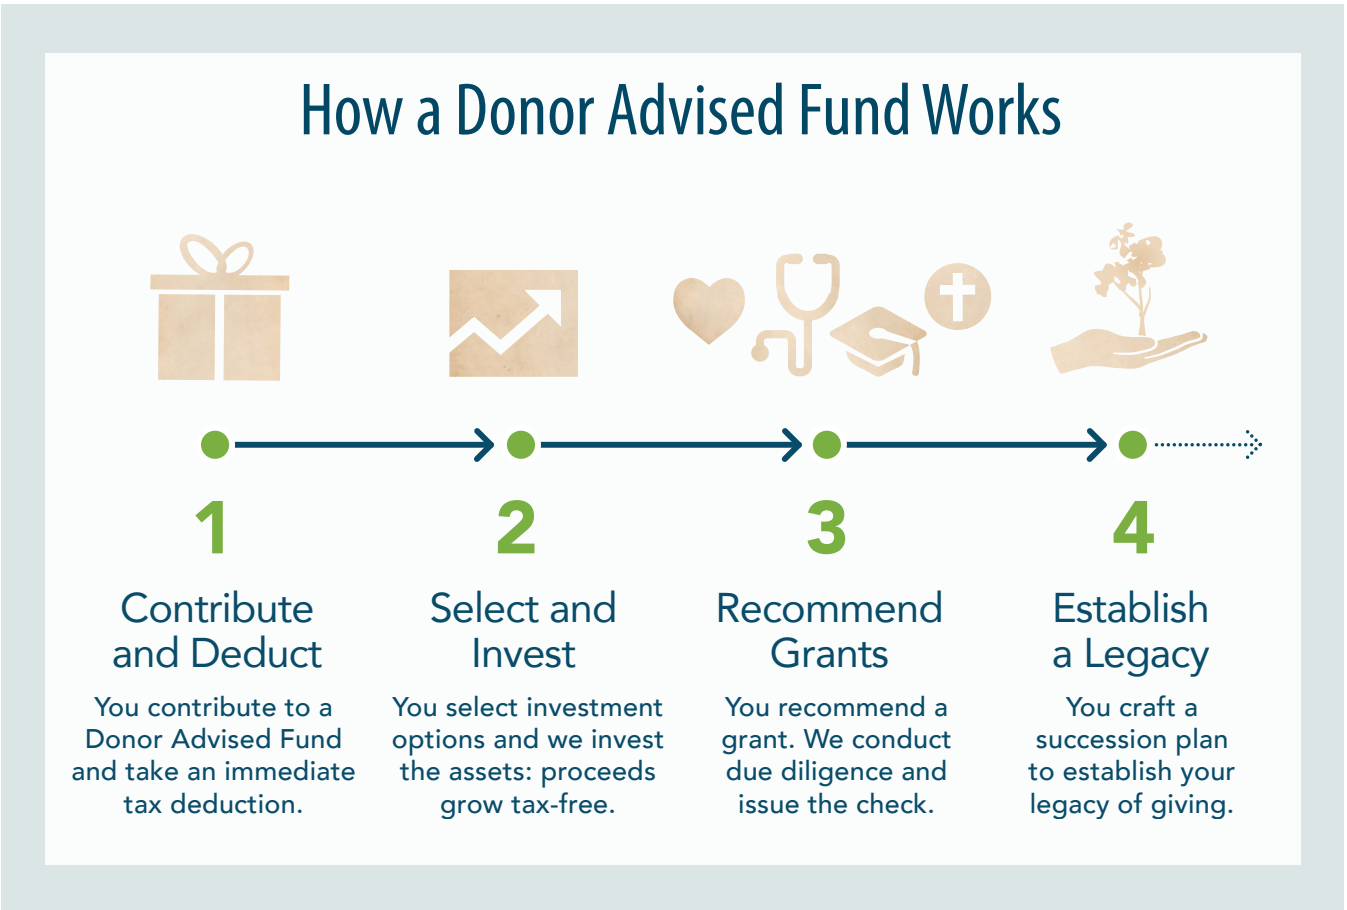 How a Donor Advised Fund Works
1
Contribute
and Deduct
You contribute to a
Donor Advised Fund
and take an immediate
tax deduction.
2
Select and
Invest
You select investment
options and we invest
the assets: proceeds
grow tax-free.
3
Recommend
Grants
You recommend a
grant. We conduct
due diligence and
issue the check.
4
Establish
a Legacy
You craft a
succession plan
to establish your
legacy of giving.